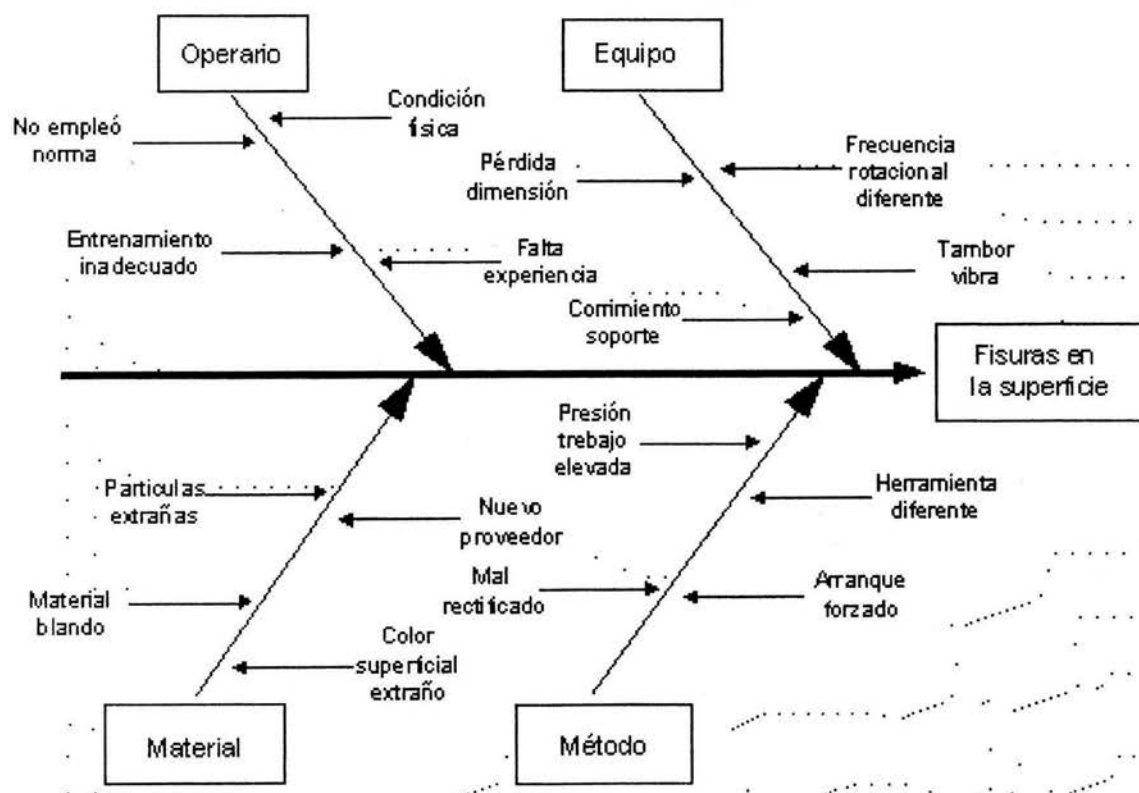 Operario
Equipo
Condición
física
No empleó
norma
Entrenamiento
inadecuado
Falta
experiencia
Pérdida
dimensión
Frecuencia
rotacional
diferente
Tambor
vibra
Corrimiento
soporte
Fisuras en
la superficie
Particulas
extrañas
Nuevo
proveedor
Material
blando
Color
superficial
extraño
Presión
trebajo
elevada
Herramienta
diferente
Mal
rectificado
Arranque
forzado
Material
Método